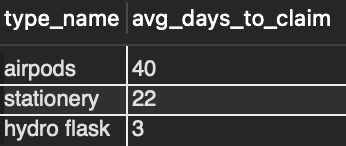 type_name avg_days_to_claim
airpods 40
stationery 22
hydro flask 3